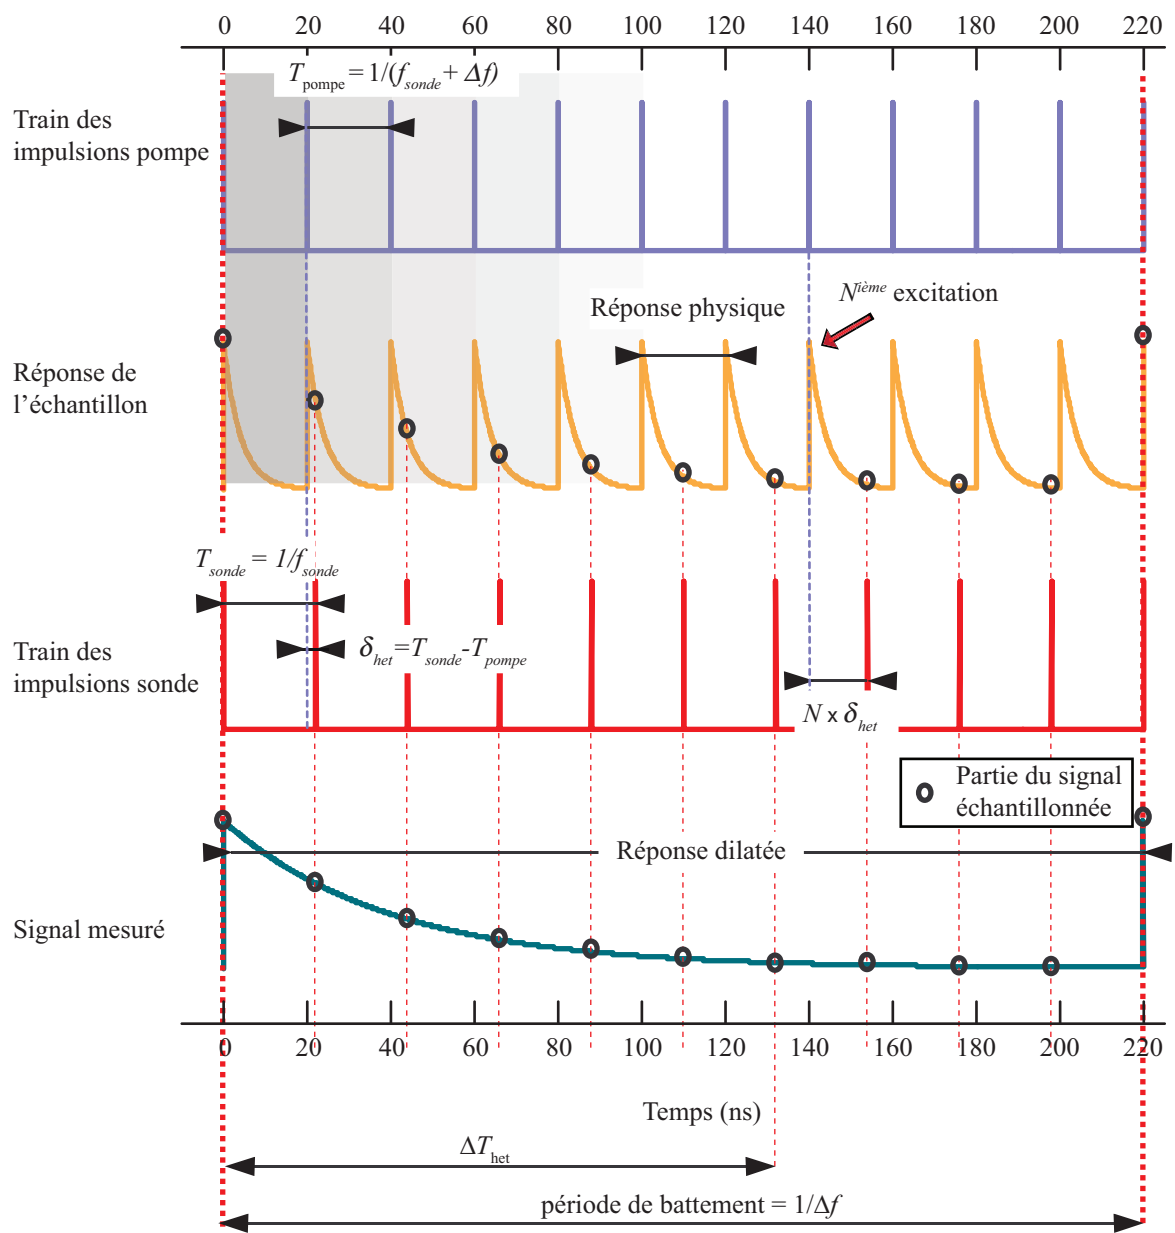 0 20 40 60 80 100 120 140 160 180 200 220
T_pompe = 1/(f_sonde + Δf)
Train des
impulsions pompe
Réponse physique
N^ième excitation
Réponse de
l’échantillon
T_sonde = 1/f_sonde
δ_het = T_sonde - T_pompe
Train des
impulsions sonde
N x δ_het
Partie du signal
échantillonnée
Réponse dilatée
Signal mesuré
0 20 40 60 80 100 120 140 160 180 200 220
Temps (ns)
ΔT_het
période de battement = 1/Δf